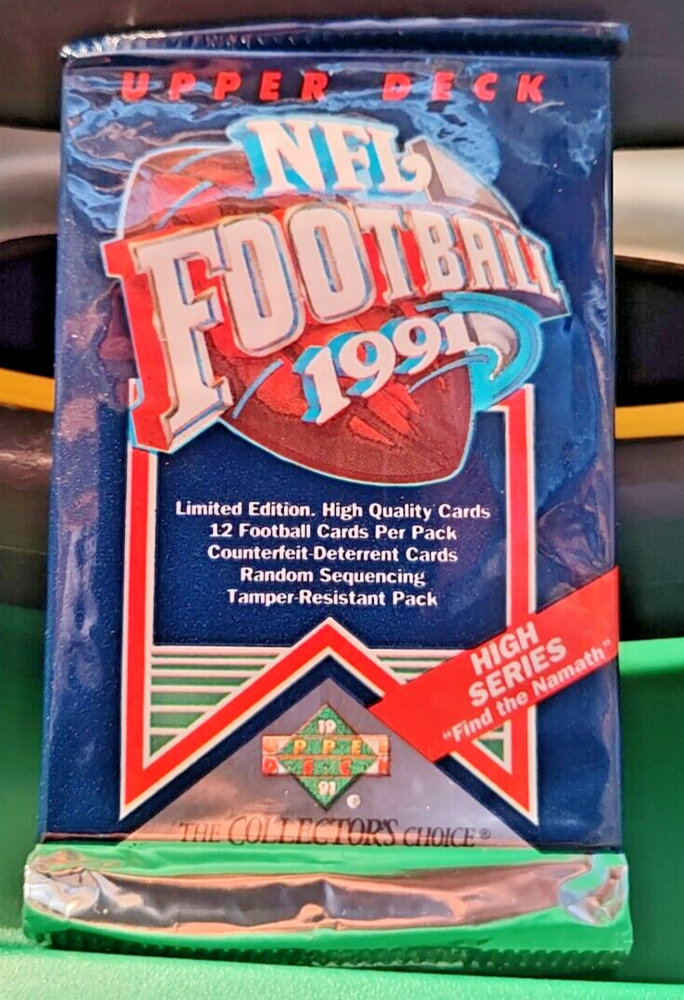 UPPER DECK
NFL
FOOTBALL
1991
Limited Edition. High Quality Cards
12 Football Cards Per Pack
Counterfeit-Deterrent Cards
Random Sequencing
Tamper-Resistant Pack
HIGH
SERIES
"Find the Namath"
19
UPPER
DECK
91
THE COLLECTOR'S CHOICE®